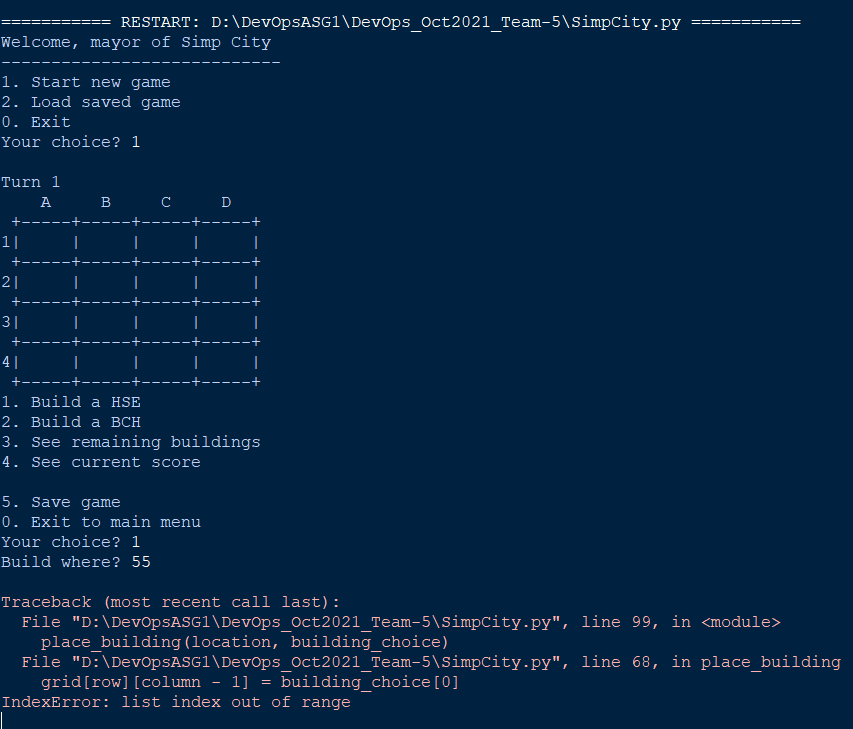 =========== RESTART: D:\DevOpsASG1\DevOps_Oct2021_Team-5\SimpCity.py ===========
Welcome, mayor of Simp City
----------------------------
1. Start new game
2. Load saved game
0. Exit
Your choice? 1
Turn 1
    A     B     C     D
 +-----+-----+-----+-----+
1|     |     |     |     |
 +-----+-----+-----+-----+
2|     |     |     |     |
 +-----+-----+-----+-----+
3|     |     |     |     |
 +-----+-----+-----+-----+
4|     |     |     |     |
 +-----+-----+-----+-----+
1. Build a HSE
2. Build a BCH
3. See remaining buildings
4. See current score
5. Save game
0. Exit to main menu
Your choice? 1
Build where? 55
Traceback (most recent call last):
  File "D:\DevOpsASG1\DevOps_Oct2021_Team-5\SimpCity.py", line 99, in <module>
    place_building(location, building_choice)
  File "D:\DevOpsASG1\DevOps_Oct2021_Team-5\SimpCity.py", line 68, in place_building
    grid[row][column - 1] = building_choice[0]
IndexError: list index out of range